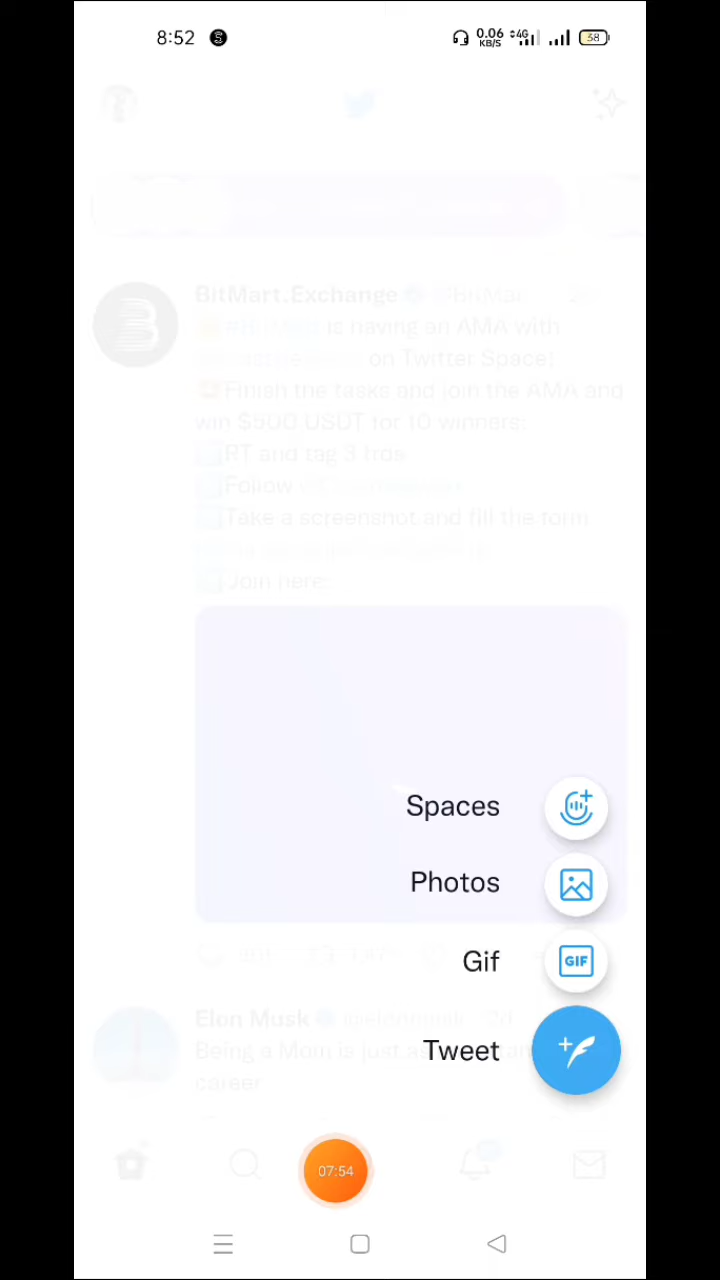 8:52
0.06
KB/S
4G
38
BitMart.Exchange
is having an AMA with
on Twitter Space!
Finish the tasks and join the AMA and
win $500 USDT for 10 winners:
RT and tag 3 frds
Follow
Take a screenshot and fill the form
Join here:
Spaces
Photos
Gif
GIF
Elon Musk @elonmusk 2d
Being a Mom is just as
career
Tweet
07:54